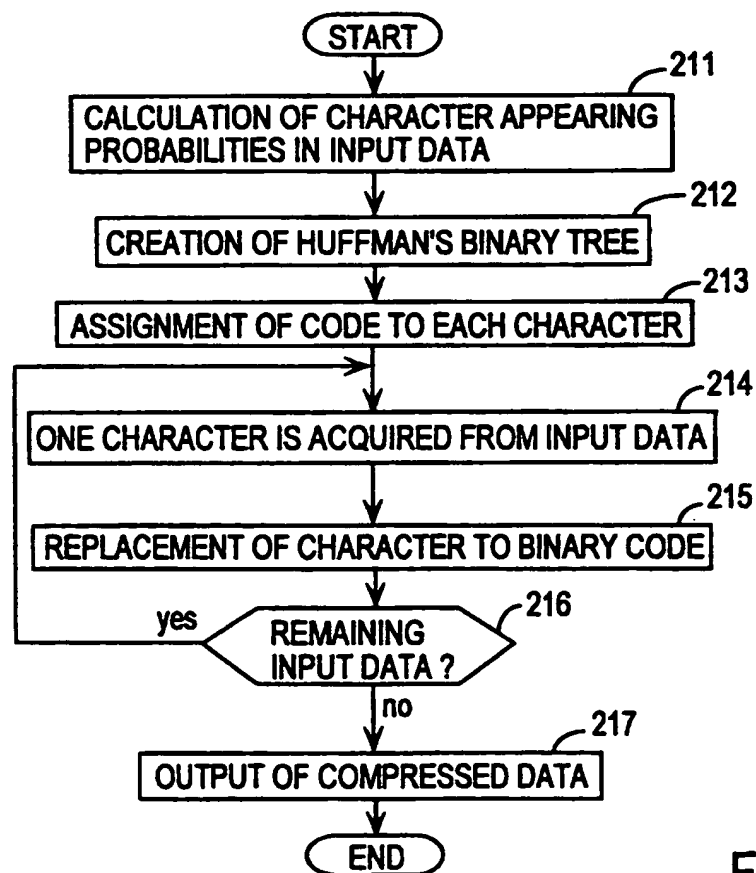 START
211
CALCULATION OF CHARACTER APPEARING
PROBABILITIES IN INPUT DATA
212
CREATION OF HUFFMAN'S BINARY TREE
213
ASSIGNMENT OF CODE TO EACH CHARACTER
214
ONE CHARACTER IS ACQUIRED FROM INPUT DATA
215
REPLACEMENT OF CHARACTER TO BINARY CODE
216
yes
REMAINING
INPUT DATA ?
no
217
OUTPUT OF COMPRESSED DATA
END